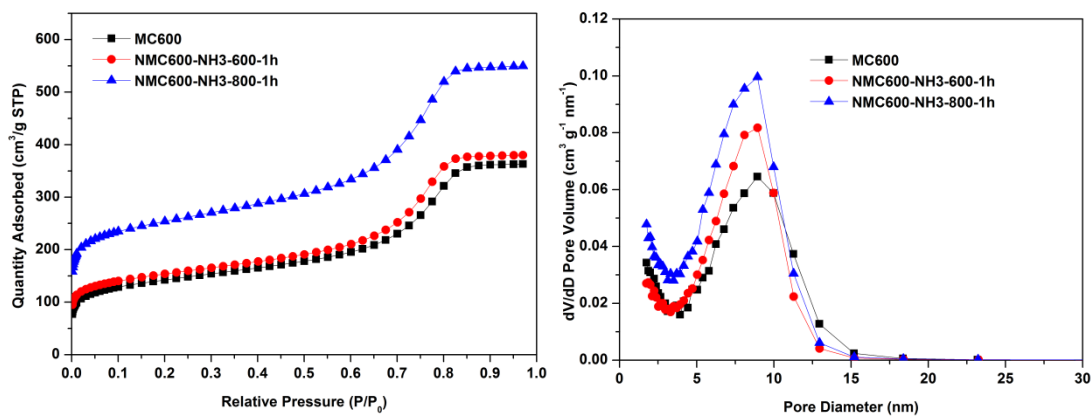 600
500
400
300
200
100
0
0.0 0.1 0.2 0.3 0.4 0.5 0.6 0.7 0.8 0.9 1.0
Quantity Adsorbed (cm³/g STP)
Relative Pressure (P/P₀)
MC600
NMC600-NH3-600-1h
NMC600-NH3-800-1h
0.12
0.10
0.08
0.06
0.04
0.02
0.00
0 5 10 15 20 25 30
dV/dD Pore Volume (cm³ g⁻¹ nm⁻¹)
Pore Diameter (nm)
MC600
NMC600-NH3-600-1h
NMC600-NH3-800-1h